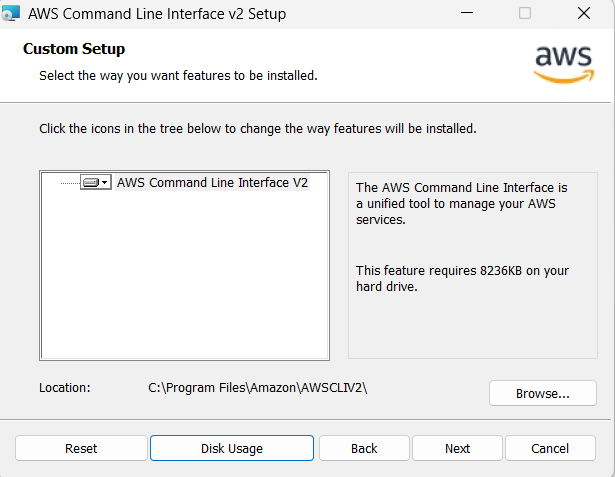 AWS Command Line Interface v2 Setup
Custom Setup
Select the way you want features to be installed.
aws
Click the icons in the tree below to change the way features will be installed.
AWS Command Line Interface V2
The AWS Command Line Interface is
a unified tool to manage your AWS
services.
This feature requires 8236KB on your
hard drive.
Location:
C:\Program Files\Amazon\AWSCLIV2\
Browse...
Reset
Disk Usage
Back
Next
Cancel